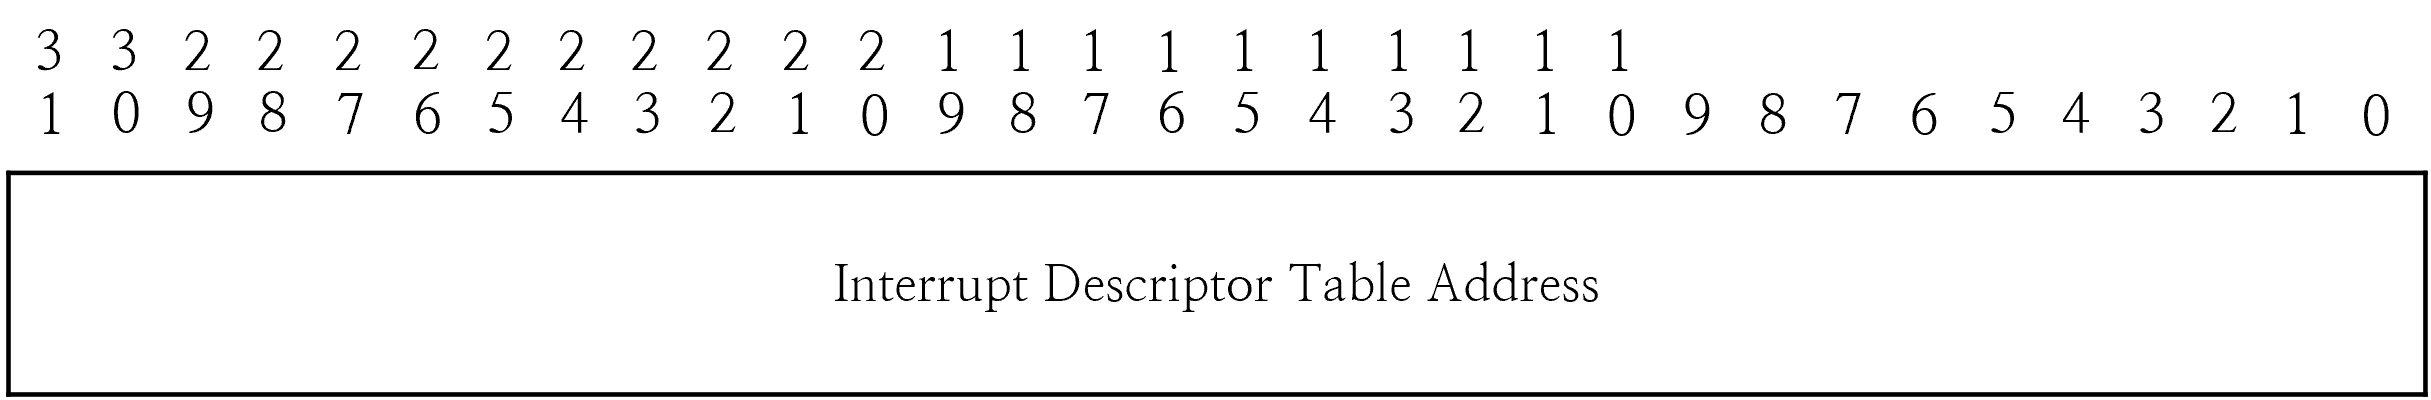 3 3 2 2 2 2 2 2 2 2 2 2 1 1 1 1 1 1 1 1 1 1
1 0 9 8 7 6 5 4 3 2 1 0 9 8 7 6 5 4 3 2 1 0 9 8 7 6 5 4 3 2 1 0
Interrupt Descriptor Table Address